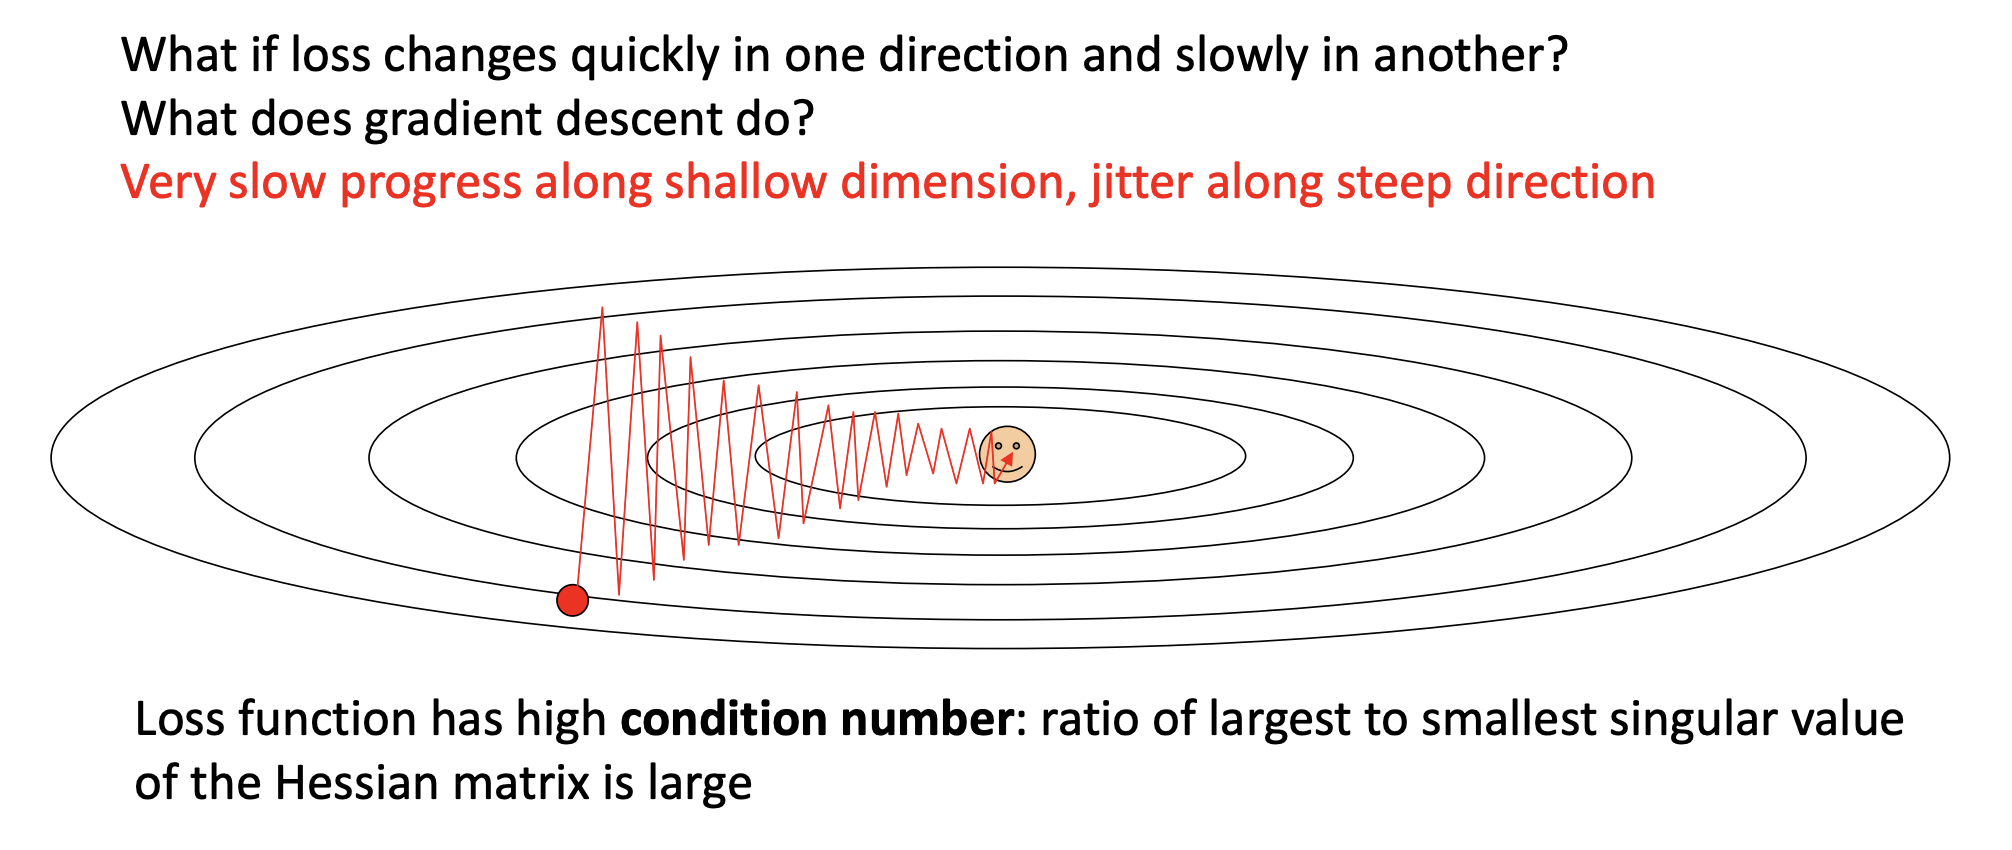 What if loss changes quickly in one direction and slowly in another?
What does gradient descent do?
Very slow progress along shallow dimension, jitter along steep direction
Loss function has high condition number: ratio of largest to smallest singular value
of the Hessian matrix is large